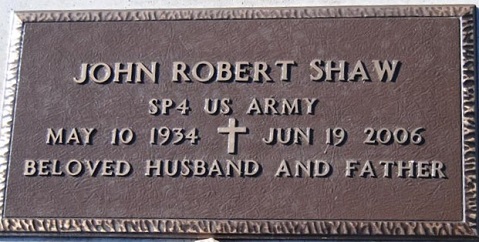 JOHN ROBERT SHAW
SP4 US ARMY
MAY 10 1934 JUN 19 2006
BELOVED HUSBAND AND FATHER